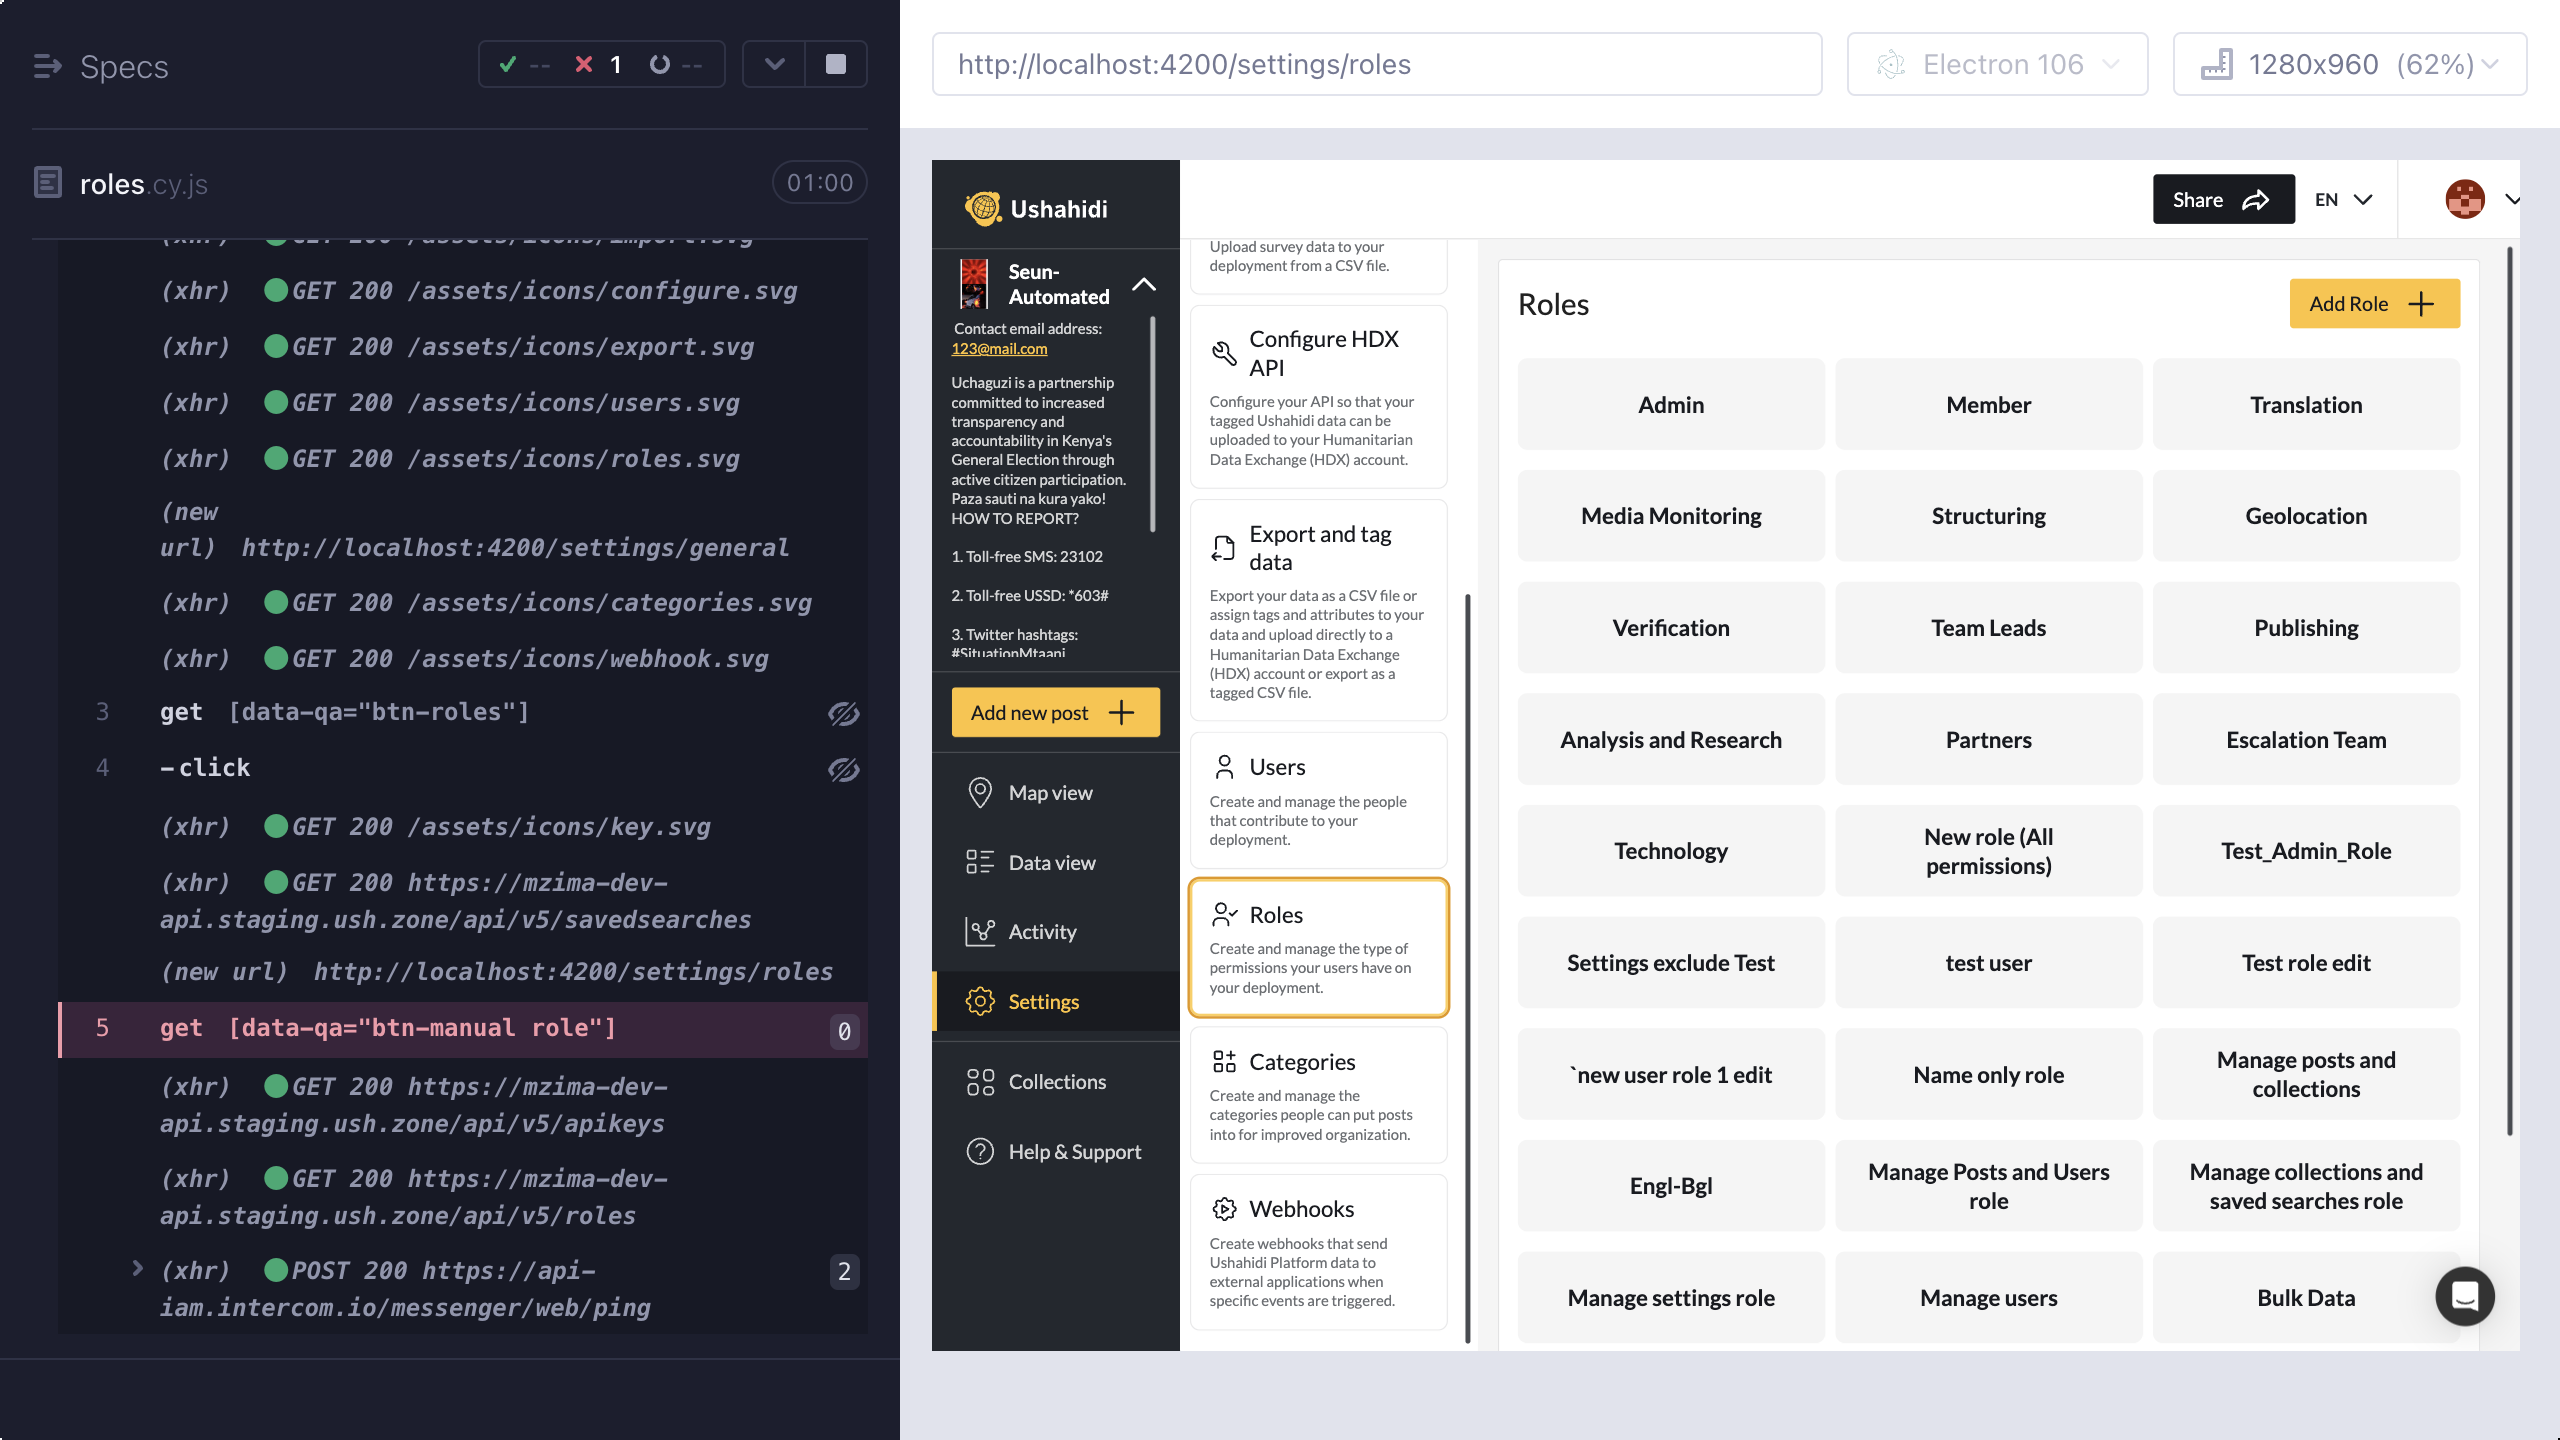 Specs
--
1
--
roles.cy.js
01:00
(xhr) GET 200 /assets/icons/import.svg
(xhr) GET 200 /assets/icons/configure.svg
(xhr) GET 200 /assets/icons/export.svg
(xhr) GET 200 /assets/icons/users.svg
(xhr) GET 200 /assets/icons/roles.svg
(new
url) http://localhost:4200/settings/general
(xhr) GET 200 /assets/icons/categories.svg
(xhr) GET 200 /assets/icons/webhook.svg
3 get [data-qa="btn-roles"]
4 -click
(xhr) GET 200 /assets/icons/key.svg
(xhr) GET 200 https://mzima-dev-
api.staging.ush.zone/api/v5/savedsearches
(new url) http://localhost:4200/settings/roles
5 get [data-qa="btn-manual role"] 0
(xhr) GET 200 https://mzima-dev-
api.staging.ush.zone/api/v5/apikeys
(xhr) GET 200 https://mzima-dev-
api.staging.ush.zone/api/v5/roles
(xhr) POST 200 https://api- 2
iam.intercom.io/messenger/web/ping
http://localhost:4200/settings/roles
Electron 106
1280x960 (62%)
Ushahidi
Seun-
Automated
Contact email address:
123@mail.com
Uchaguzi is a partnership
committed to increased
transparency and
accountability in Kenya's
General Election through
active citizen participation.
Paza sauti na kura yako!
HOW TO REPORT?
1. Toll-free SMS: 23102
2. Toll-free USSD: *603#
3. Twitter hashtags:
#SituationMtaani
Add new post
Map view
Data view
Activity
Settings
Collections
Help & Support
Share
EN
Upload survey data to your
deployment from a CSV file.
Configure HDX
API
Configure your API so that your
tagged Ushahidi data can be
uploaded to your Humanitarian
Data Exchange (HDX) account.
Export and tag
data
Export your data as a CSV file or
assign tags and attributes to your
data and upload directly to a
Humanitarian Data Exchange
(HDX) account or export as a
tagged CSV file.
Users
Create and manage the people
that contribute to your
deployment.
Roles
Create and manage the type of
permissions your users have on
your deployment.
Categories
Create and manage the
categories people can put posts
into for improved organization.
Webhooks
Create webhooks that send
Ushahidi Platform data to
external applications when
specific events are triggered.
Roles
Add Role
Admin
Member
Translation
Media Monitoring
Structuring
Geolocation
Verification
Team Leads
Publishing
Analysis and Research
Partners
Escalation Team
Technology
New role (All
permissions)
Test_Admin_Role
Settings exclude Test
test user
Test role edit
`new user role 1 edit
Name only role
Manage posts and
collections
Engl-Bgl
Manage Posts and Users
role
Manage collections and
saved searches role
Manage settings role
Manage users
Bulk Data